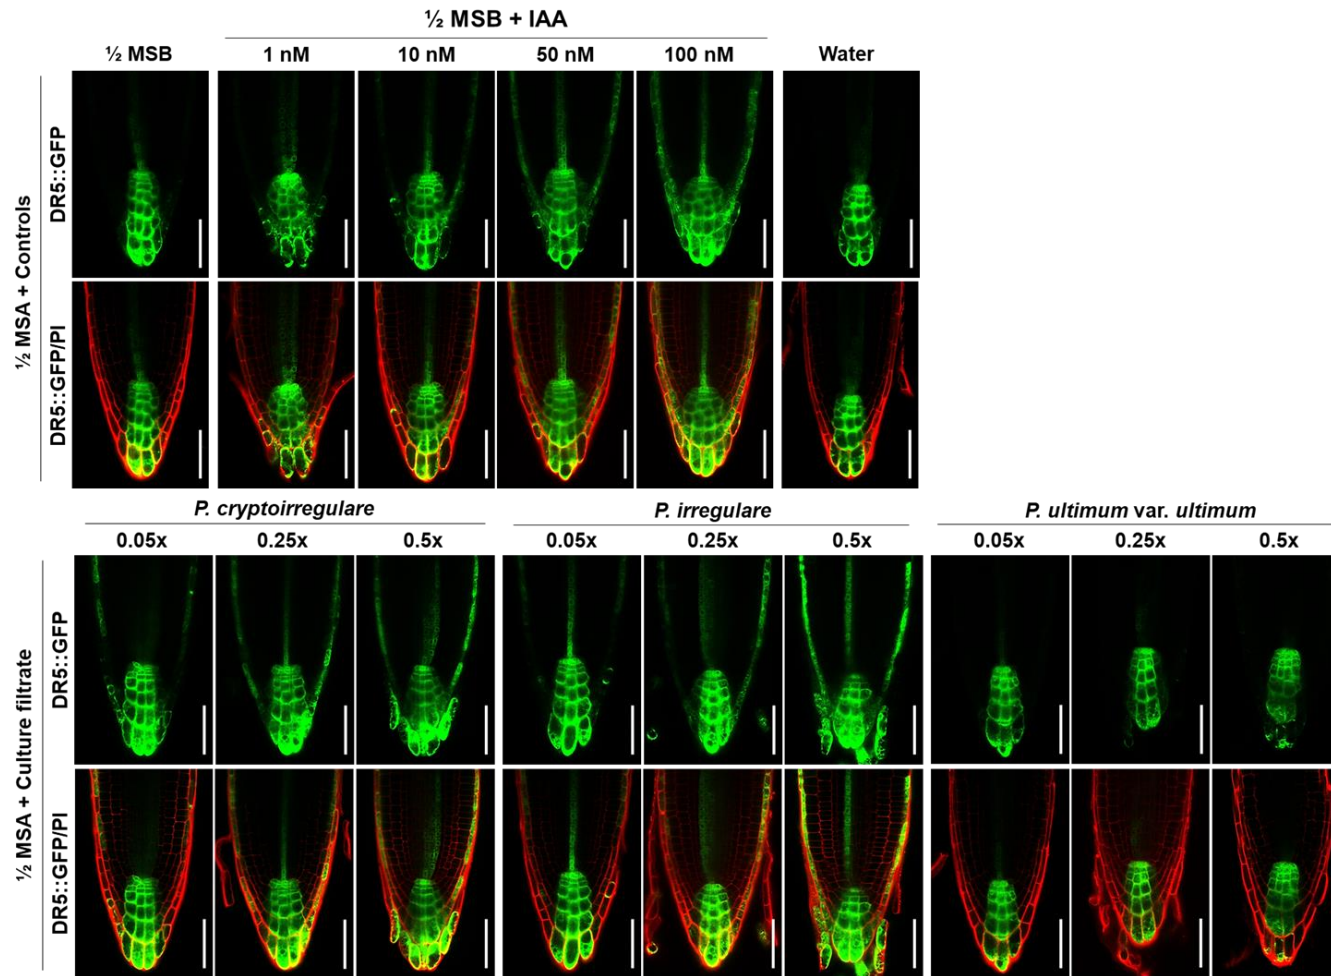 ½ MSB + IAA
½ MSB 1 nM 10 nM 50 nM 100 nM Water
½ MSA + Controls
DR5::GFP
DR5::GFP/PI
P. cryptoirregulare P. irregulare P. ultimum var. ultimum
0.05x 0.25x 0.5x 0.05x 0.25x 0.5x 0.05x 0.25x 0.5x
½ MSA + Culture filtrate
DR5::GFP
DR5::GFP/PI